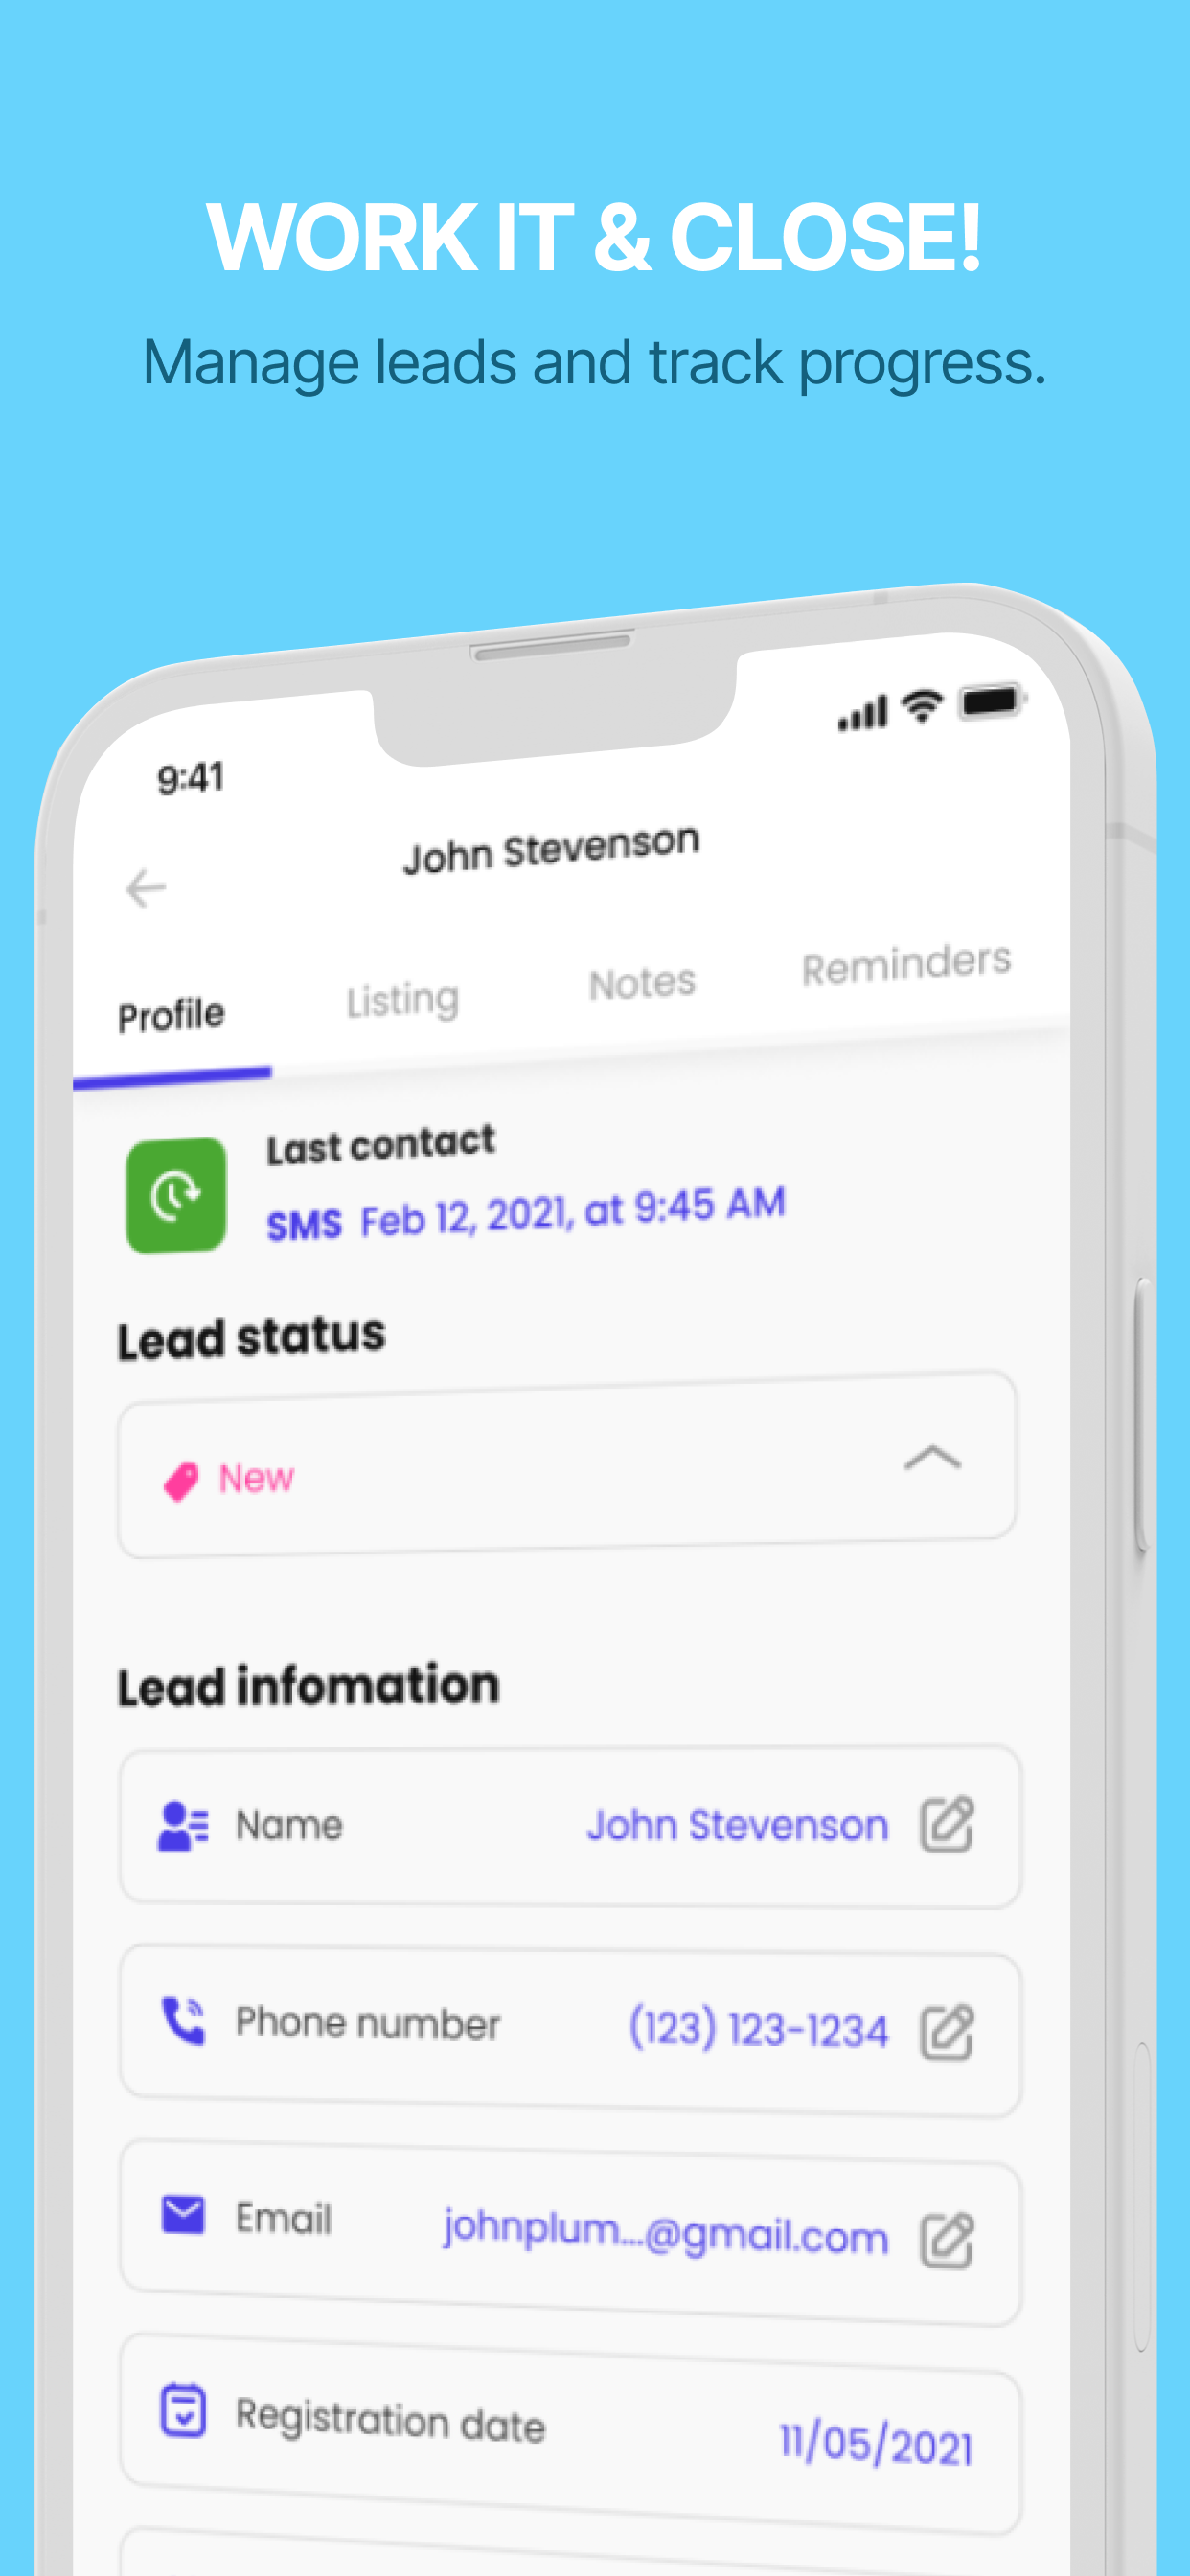 WORK IT & CLOSE!
Manage leads and track progress.
9:41
John Stevenson
Profile Listing Notes Reminders
Last contact
SMS Feb 12, 2021, at 9:45 AM
Lead status
New
Lead infomation
Name John Stevenson
Phone number (123) 123-1234
Email johnplum...@gmail.com
Registration date 11/05/2021